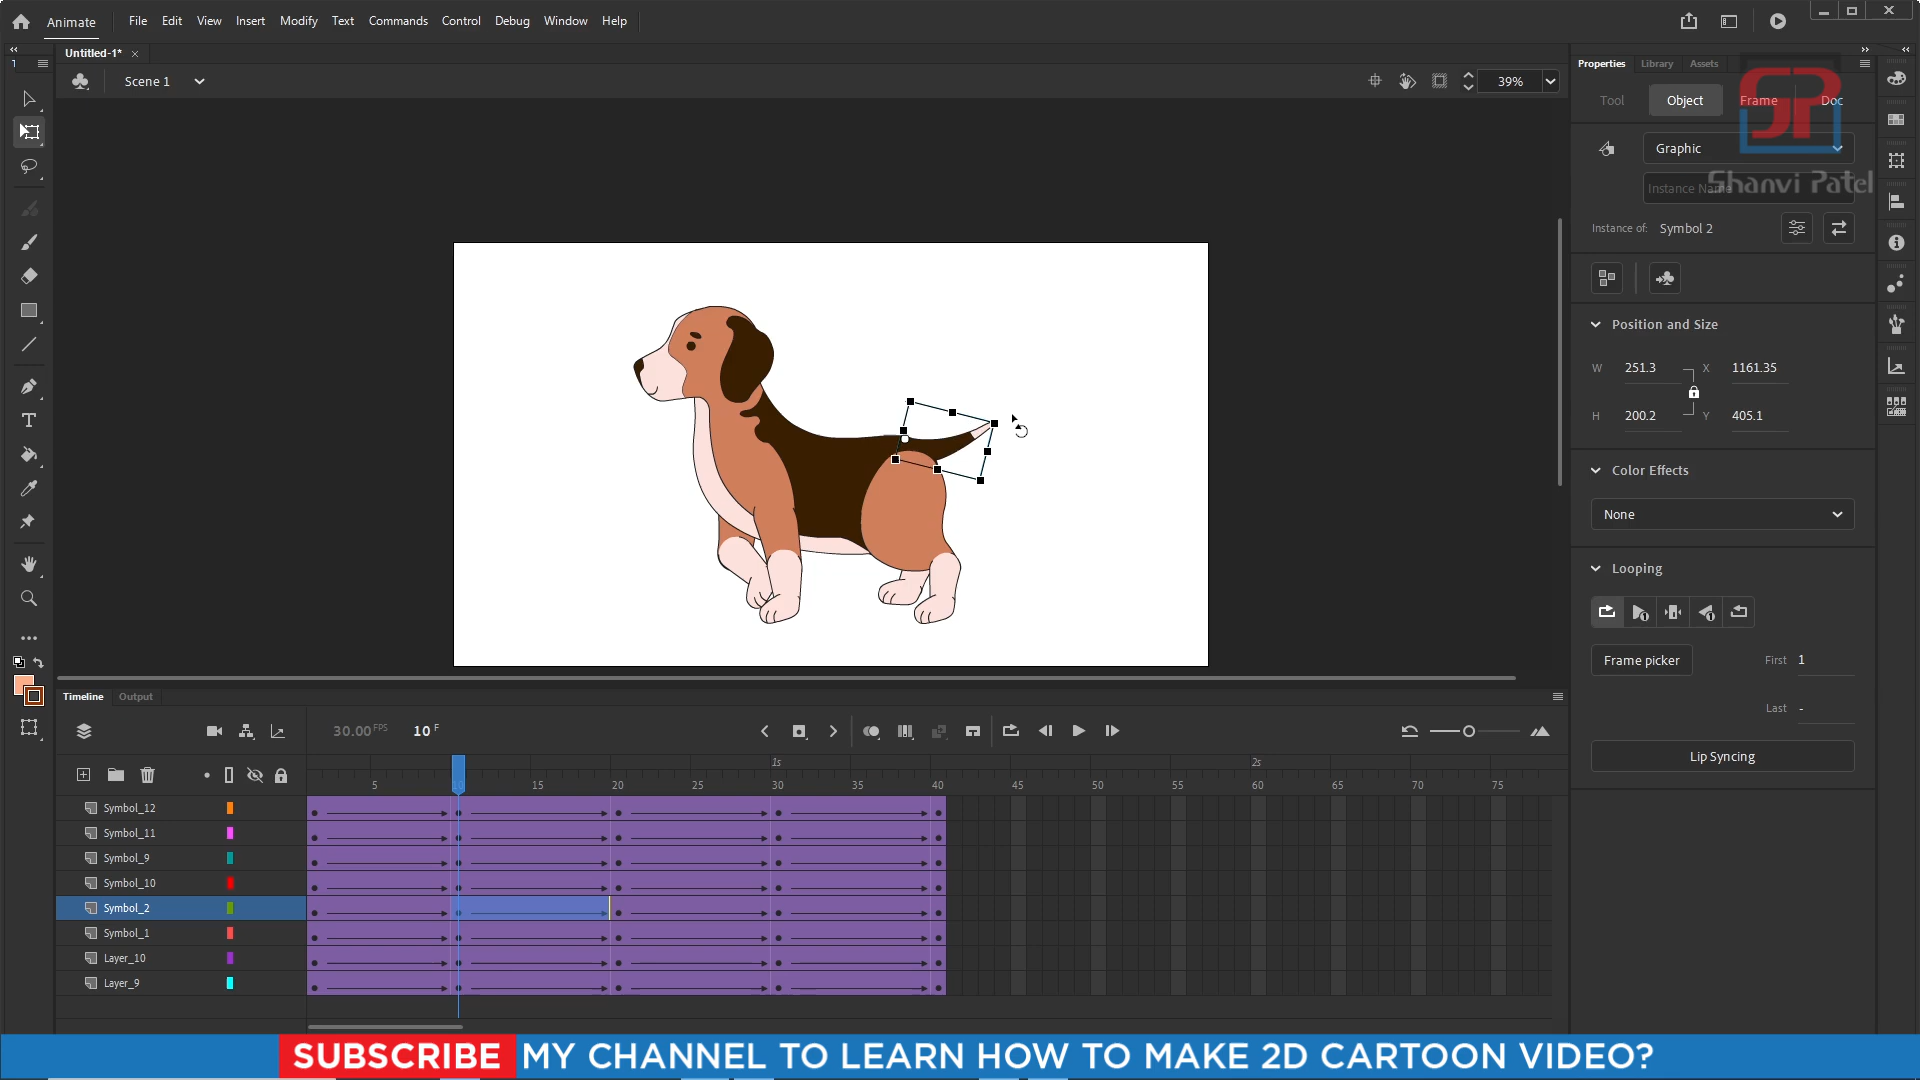 Animate File Edit View Insert Modify Text Commands Control Debug Window Help
Untitled-1* ×
Scene 1 39%
Properties Library Assets
Tool Object Frame Doc
JP
Graphic
Shanvi Patel
Instance Name
Instance of: Symbol 2
Position and Size
W 251.3 X 1161.35
H 200.2 Y 405.1
Color Effects
None
Looping
Frame picker First 1
Last -
Lip Syncing
Timeline Output
30.00 FPS 10 F
1s 2s
5 10 15 20 25 30 35 40 45 50 55 60 65 70 75
Symbol_12
Symbol_11
Symbol_9
Symbol_10
Symbol_2
Symbol_1
Layer_10
Layer_9
SUBSCRIBE MY CHANNEL TO LEARN HOW TO MAKE 2D CARTOON VIDEO?